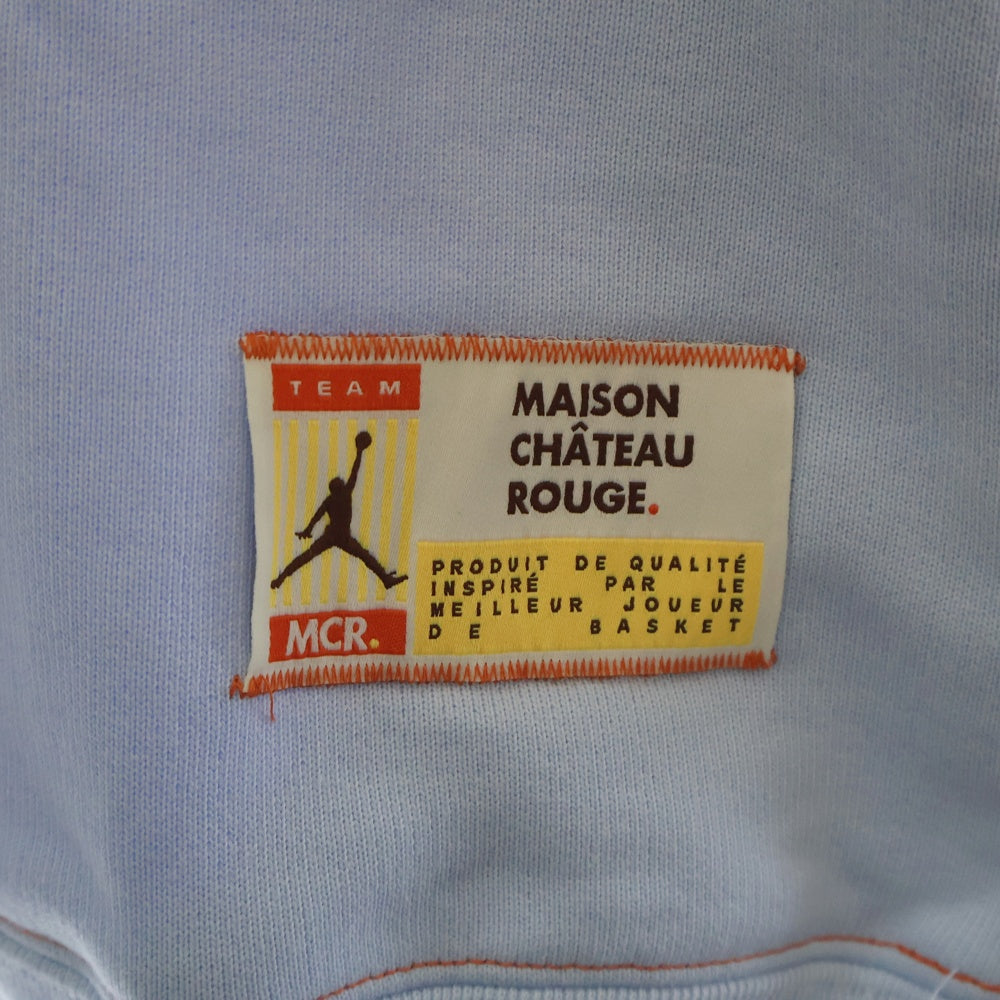 TEAM
MCR.
MAISON
CHÂTEAU
ROUGE.
PRODUIT DE QUALITÉ
INSPIRÉ PAR LE
MEILLEUR JOUEUR
DE BASKET